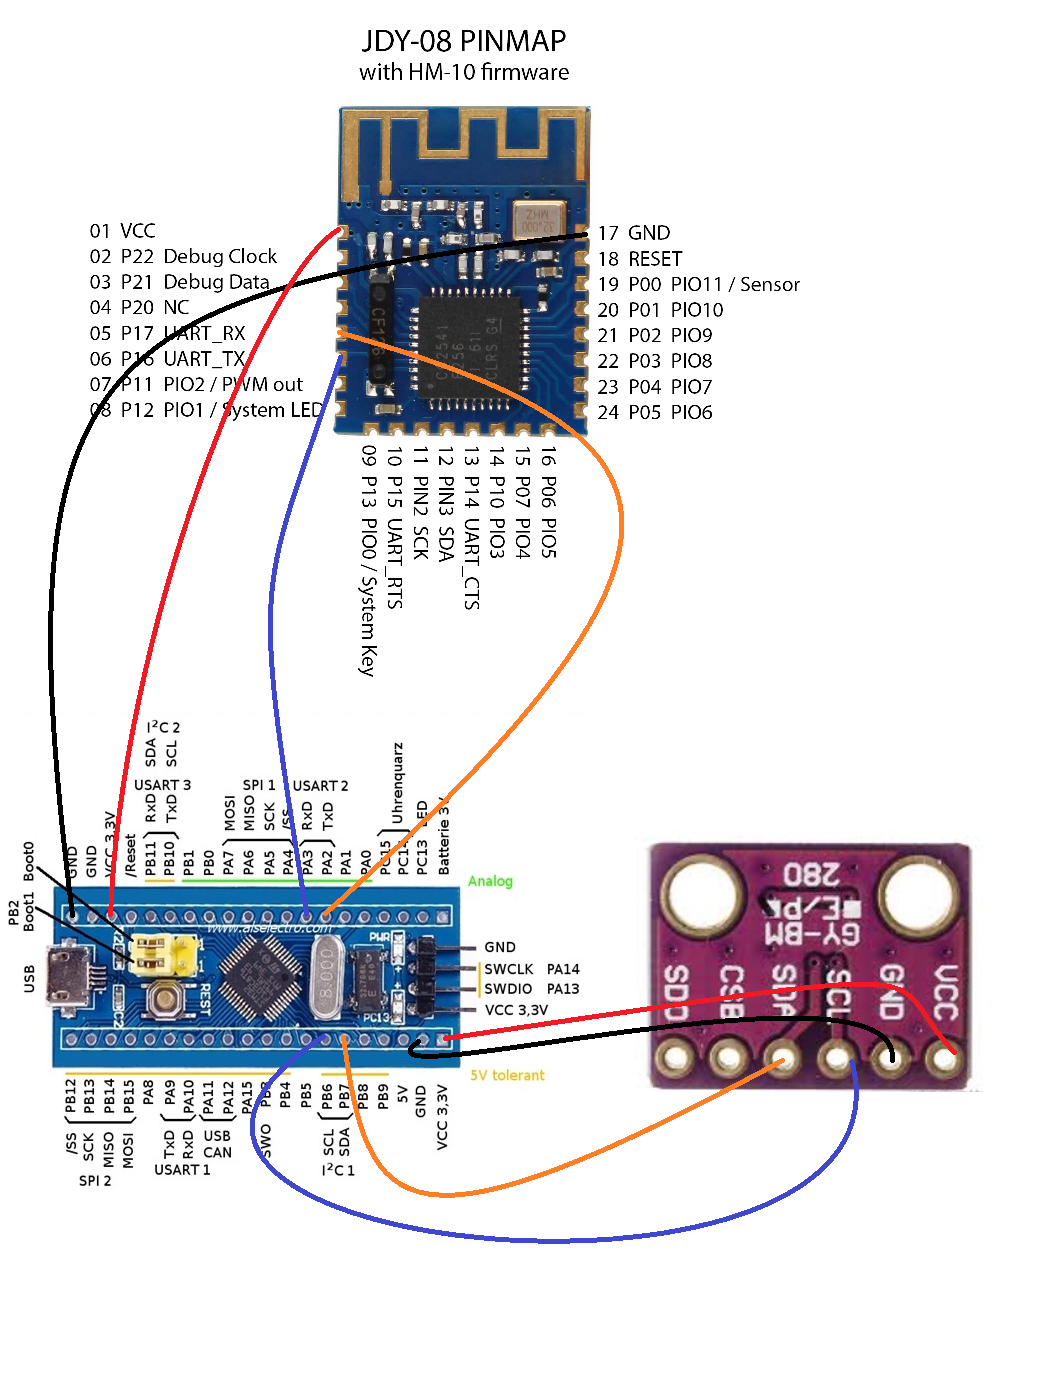 JDY-08 PINMAP
with HM-10 firmware
01 VCC
02 P22 Debug Clock
03 P21 Debug Data
04 P20 NC
05 P17 UART_RX
06 P16 UART_TX
07 P11 PIO2 / PWM out
08 P12 PIO1 / System LED
17 GND
18 RESET
19 P00 PIO11 / Sensor
20 P01 PIO10
21 P02 PIO9
22 P03 PIO8
23 P04 PIO7
24 P05 PIO6
09 P13 PIO0 / System Key
10 P15 UART_RTS
11 PIN2 SCK
12 PIN3 SDA
13 P14 UART_CTS
14 P10 PIO3
15 P07 PIO4
16 P06 PIO5
32.000
MHZ
I²C 2
SDA
SCL
USART 3
RxD
TxD
SPI 1
MOSI
MISO
SCK
/SS
USART 2
RxD
TxD
Uhrenquarz
LED
GND
GND
VCC 3,3V
/Reset
PB11
PB10
PB1
PB0
PA7
PA6
PA5
PA4
PA3
PA2
PA1
PA0
PC15
PC14
PC13
Batterie 3V
Analog
Boot0
PB2
Boot1
USB
www.aiselectro.com
RESET
8.000
PWR
PC13
GND
SWCLK PA14
SWDIO PA13
VCC 3,3V
5V tolerant
PB12
PB13
PB14
PB15
PA8
PA9
PA10
PA11
PA12
PA15
PB3
PB4
PB5
PB6
PB7
PB8
PB9
5V
GND
VCC 3,3V
/SS
SCK
MISO
MOSI
SPI 2
TxD
RxD
USART 1
USB
CAN
SWO
SCL
SDA
I²C 1
280
GY-BM
E/P
SDO
CSB
SDA
SCL
GND
VCC